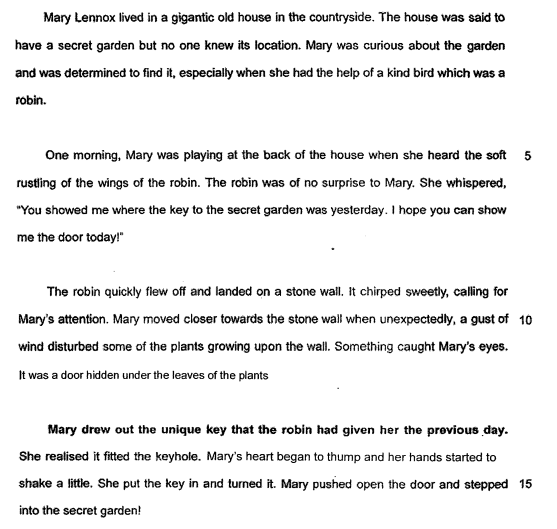 Mary Lennox lived in a gigantic old house in the countryside. The house was said to
have a secret garden but no one knew its location. Mary was curious about the garden
and was determined to find it, especially when she had the help of a kind bird which was a
robin.
One morning, Mary was playing at the back of the house when she heard the soft 5
rustling of the wings of the robin. The robin was of no surprise to Mary. She whispered,
"You showed me where the key to the secret garden was yesterday. I hope you can show
me the door today!"
The robin quickly flew off and landed on a stone wall. It chirped sweetly, calling for
Mary's attention. Mary moved closer towards the stone wall when unexpectedly, a gust of 10
wind disturbed some of the plants growing upon the wall. Something caught Mary's eyes.
It was a door hidden under the leaves of the plants
Mary drew out the unique key that the robin had given her the previous day.
She realised it fitted the keyhole. Mary's heart began to thump and her hands started to
shake a little. She put the key in and turned it. Mary pushed open the door and stepped 15
into the secret garden!